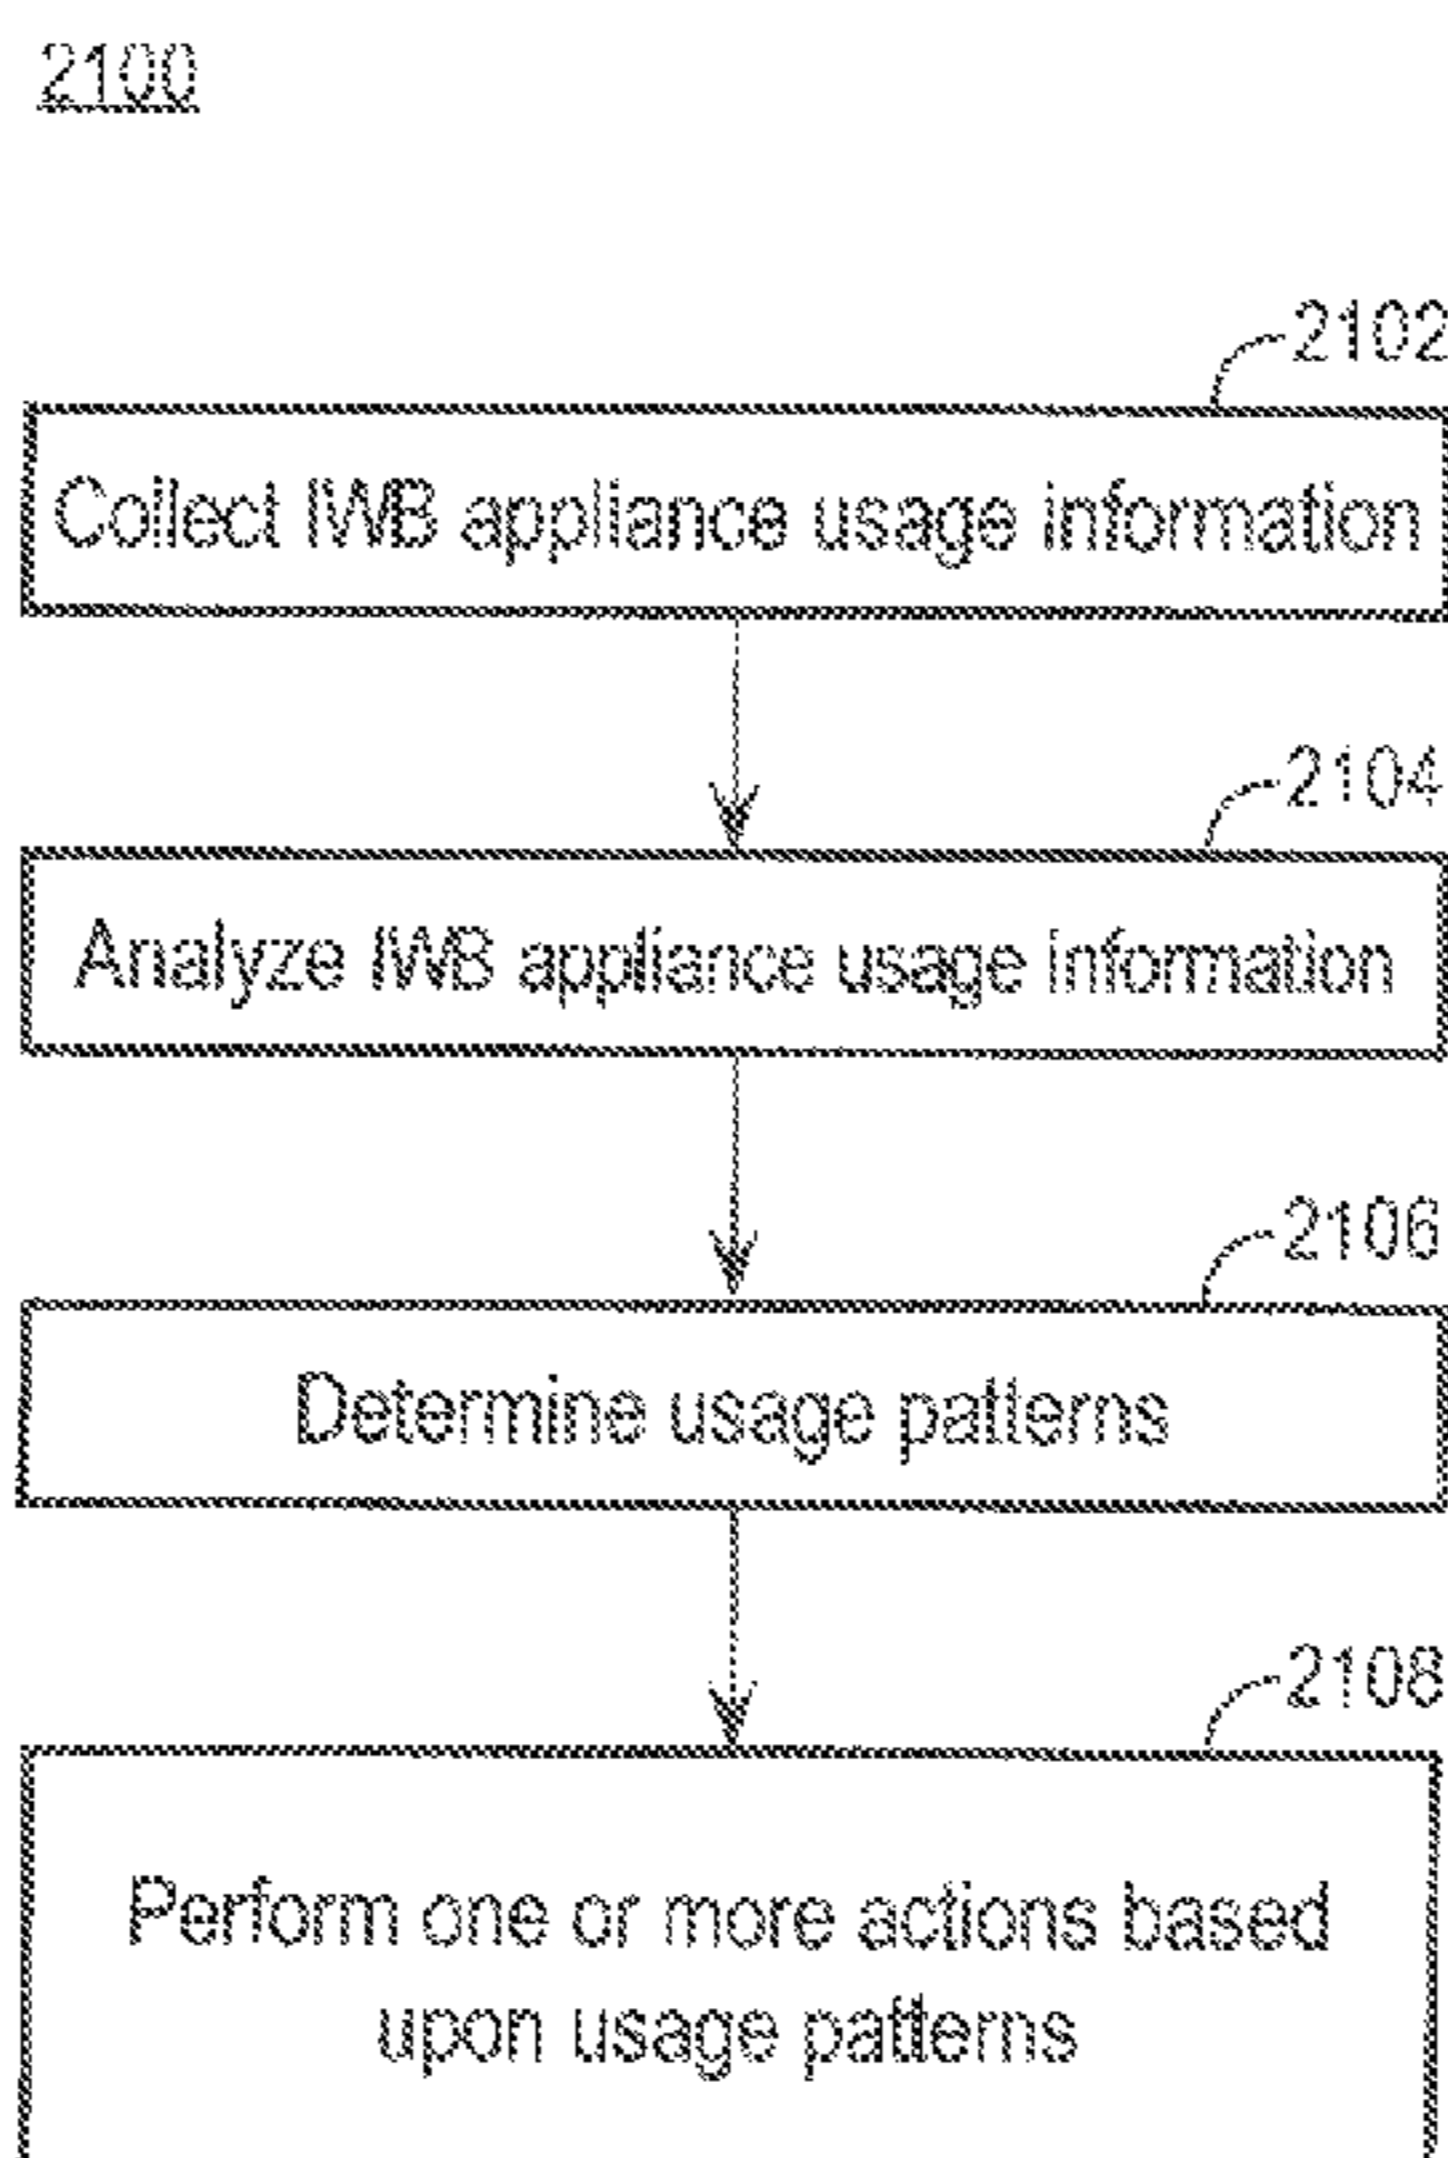 2100
2102
Collect IWB appliance usage information
2104
Analyze IWB appliance usage information
2106
Determine usage patterns
2108
Perform one or more actions based
upon usage patterns